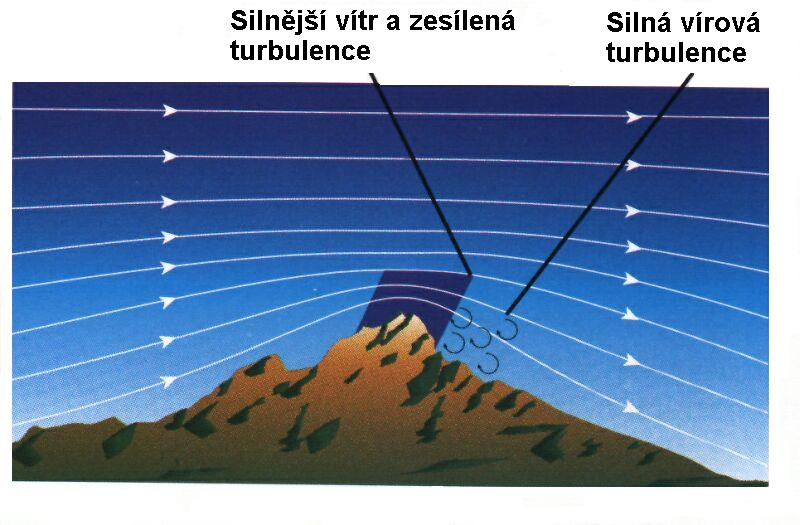 Silnější vítr a zesílená
turbulence
Silná vírová
turbulence